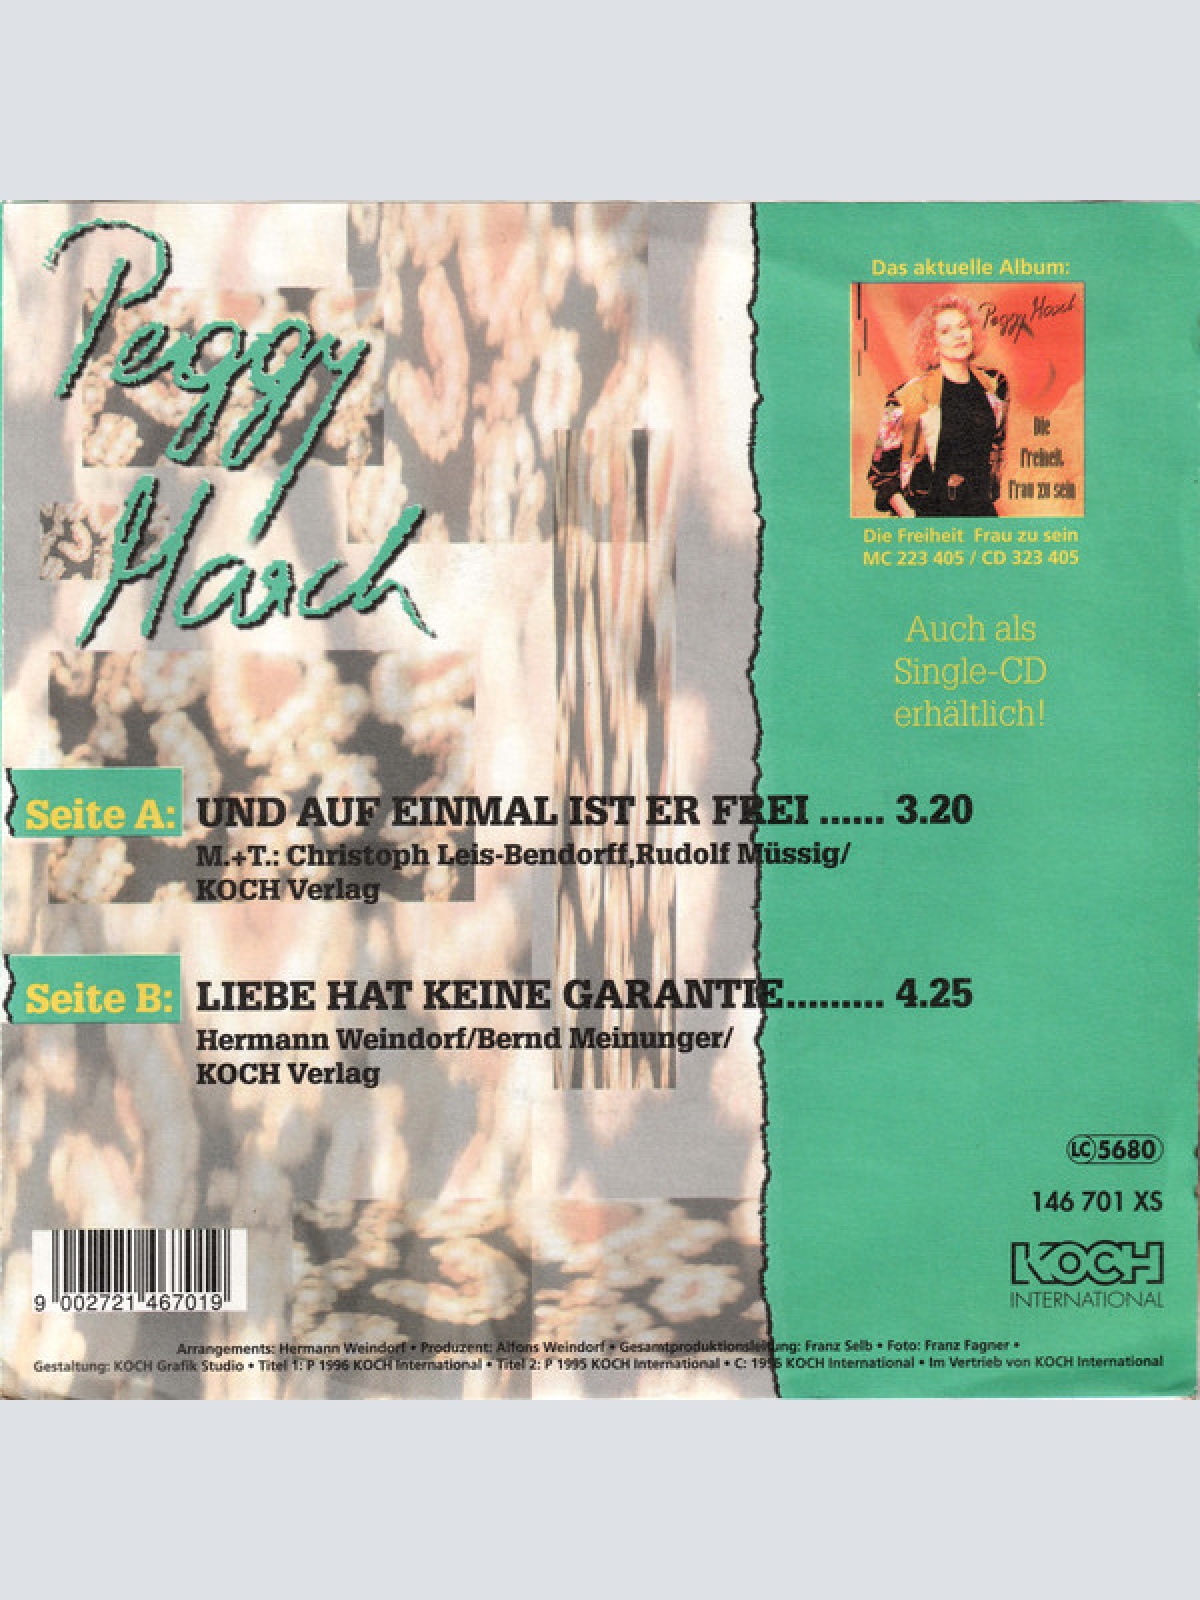 Peggy
March
Das aktuelle Album:
Peggy March
Die
Freiheit,
Frau zu sein
Die Freiheit Frau zu sein
MC 223 405 / CD 323 405
Auch als
Single-CD
erhältlich!
Seite A: UND AUF EINMAL IST ER FREI ...... 3.20
M.+T.: Christoph Leis-Bendorff,Rudolf Müssig/
KOCH Verlag
Seite B: LIEBE HAT KEINE GARANTIE......... 4.25
Hermann Weindorf/Bernd Meinunger/
KOCH Verlag
LC 5680
146 701 XS
KOCH
INTERNATIONAL
9 002721 467019
Arrangements: Hermann Weindorf • Produzent: Alfons Weindorf • Gesamtproduktionsleitung: Franz Selb • Foto: Franz Fagner •
Gestaltung: KOCH Grafik Studio • Titel 1: P 1996 KOCH International • Titel 2: P 1995 KOCH International • C: 1996 KOCH International • Im Vertrieb von KOCH International